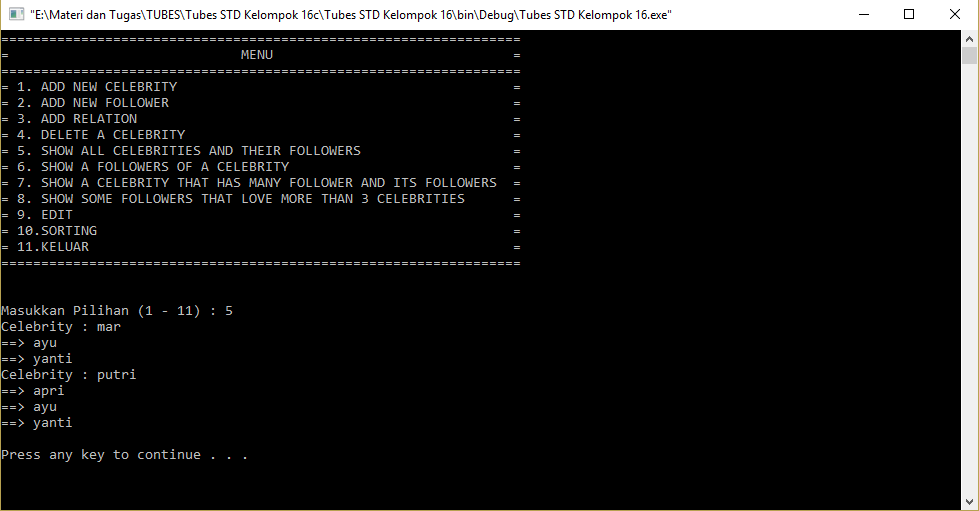 "E:\Materi dan Tugas\TUBES\Tubes STD Kelompok 16c\Tubes STD Kelompok 16\bin\Debug\Tubes STD Kelompok 16.exe"
=================================================================
=                             MENU                              =
=================================================================
= 1. ADD NEW CELEBRITY                                          =
= 2. ADD NEW FOLLOWER                                           =
= 3. ADD RELATION                                               =
= 4. DELETE A CELEBRITY                                         =
= 5. SHOW ALL CELEBRITIES AND THEIR FOLLOWERS                   =
= 6. SHOW A FOLLOWERS OF A CELEBRITY                            =
= 7. SHOW A CELEBRITY THAT HAS MANY FOLLOWER AND ITS FOLLOWERS  =
= 8. SHOW SOME FOLLOWERS THAT LOVE MORE THAN 3 CELEBRITIES      =
= 9. EDIT                                                       =
= 10.SORTING                                                    =
= 11.KELUAR                                                     =
=================================================================
Masukkan Pilihan (1 - 11) : 5
Celebrity : mar
==> ayu
==> yanti
Celebrity : putri
==> apri
==> ayu
==> yanti
Press any key to continue . . .